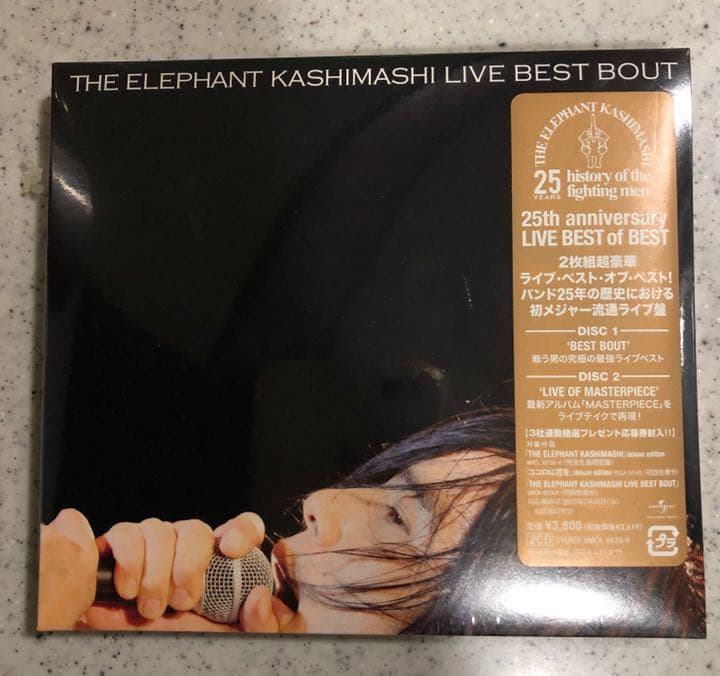 THE ELEPHANT KASHIMASHI LIVE BEST BOUT
THE ELEPHANT KASHIMASHI
25 YEARS
history of the
fighting men
25th anniversary
LIVE BEST of BEST
2枚組超豪華
ライブ・ベスト・オブ・ベスト!
バンド25年の歴史における
初メジャー流通ライブ盤
DISC 1
'BEST BOUT'
戦う男の究極の最強ライブベスト
DISC 2
'LIVE OF MASTERPIECE'
最新アルバム「MASTERPIECE」を
ライブテイクで再現!
【3社連動抽選プレゼント応募券封入!!】
対象作品
「THE ELEPHANT KASHIMASHI」deluxe edition
「ココロに花を」deluxe edition
「THE ELEPHANT KASHIMASHI LIVE BEST BOUT」
定価 ¥3,800
2CD STEREO
UNIVERSAL
プラ